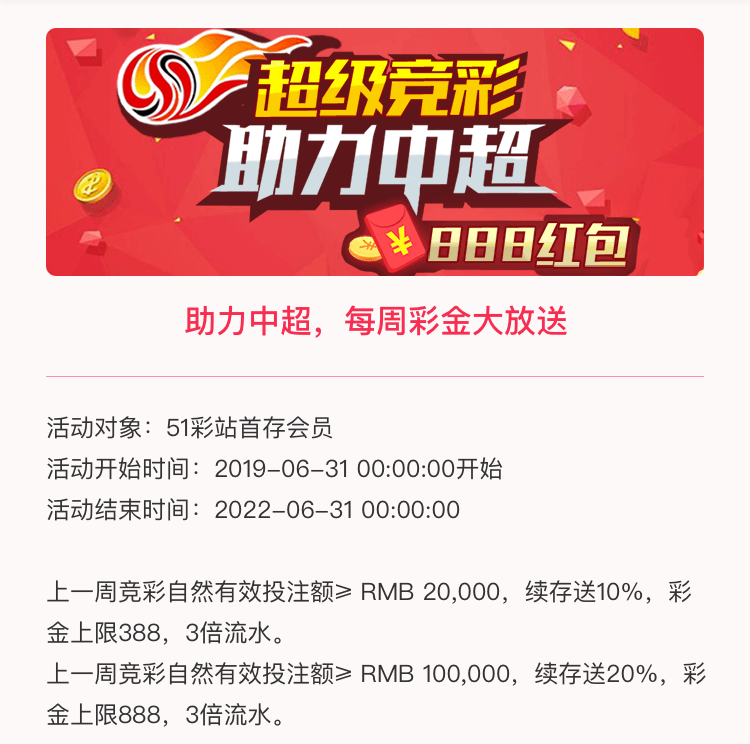 超级竞彩
助力中超
888红包
助力中超，每周彩金大放送
活动对象：51彩站首存会员
活动开始时间：2019-06-31 00:00:00开始
活动结束时间：2022-06-31 00:00:00
上一周竞彩自然有效投注额≥ RMB 20,000，续存送10%，彩
金上限388，3倍流水。
上一周竞彩自然有效投注额≥ RMB 100,000，续存送20%，彩
金上限888，3倍流水。